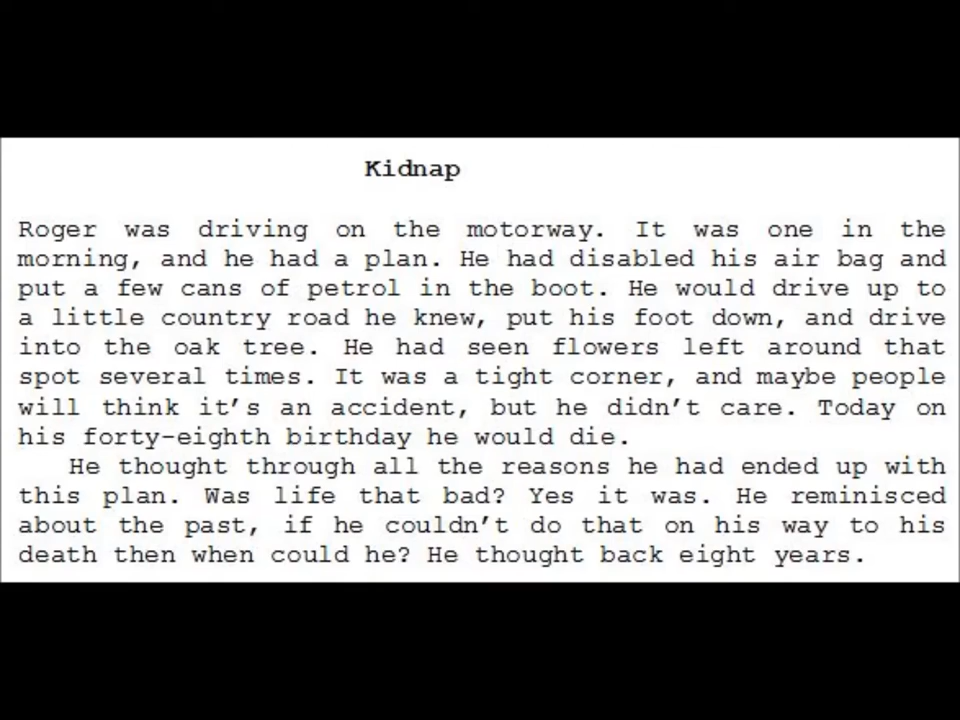 Kidnap
Roger was driving on the motorway. It was one in the
morning, and he had a plan. He had disabled his air bag and
put a few cans of petrol in the boot. He would drive up to
a little country road he knew, put his foot down, and drive
into the oak tree. He had seen flowers left around that
spot several times. It was a tight corner, and maybe people
will think it’s an accident, but he didn’t care. Today on
his forty-eighth birthday he would die.
He thought through all the reasons he had ended up with
this plan. Was life that bad? Yes it was. He reminisced
about the past, if he couldn’t do that on his way to his
death then when could he? He thought back eight years.